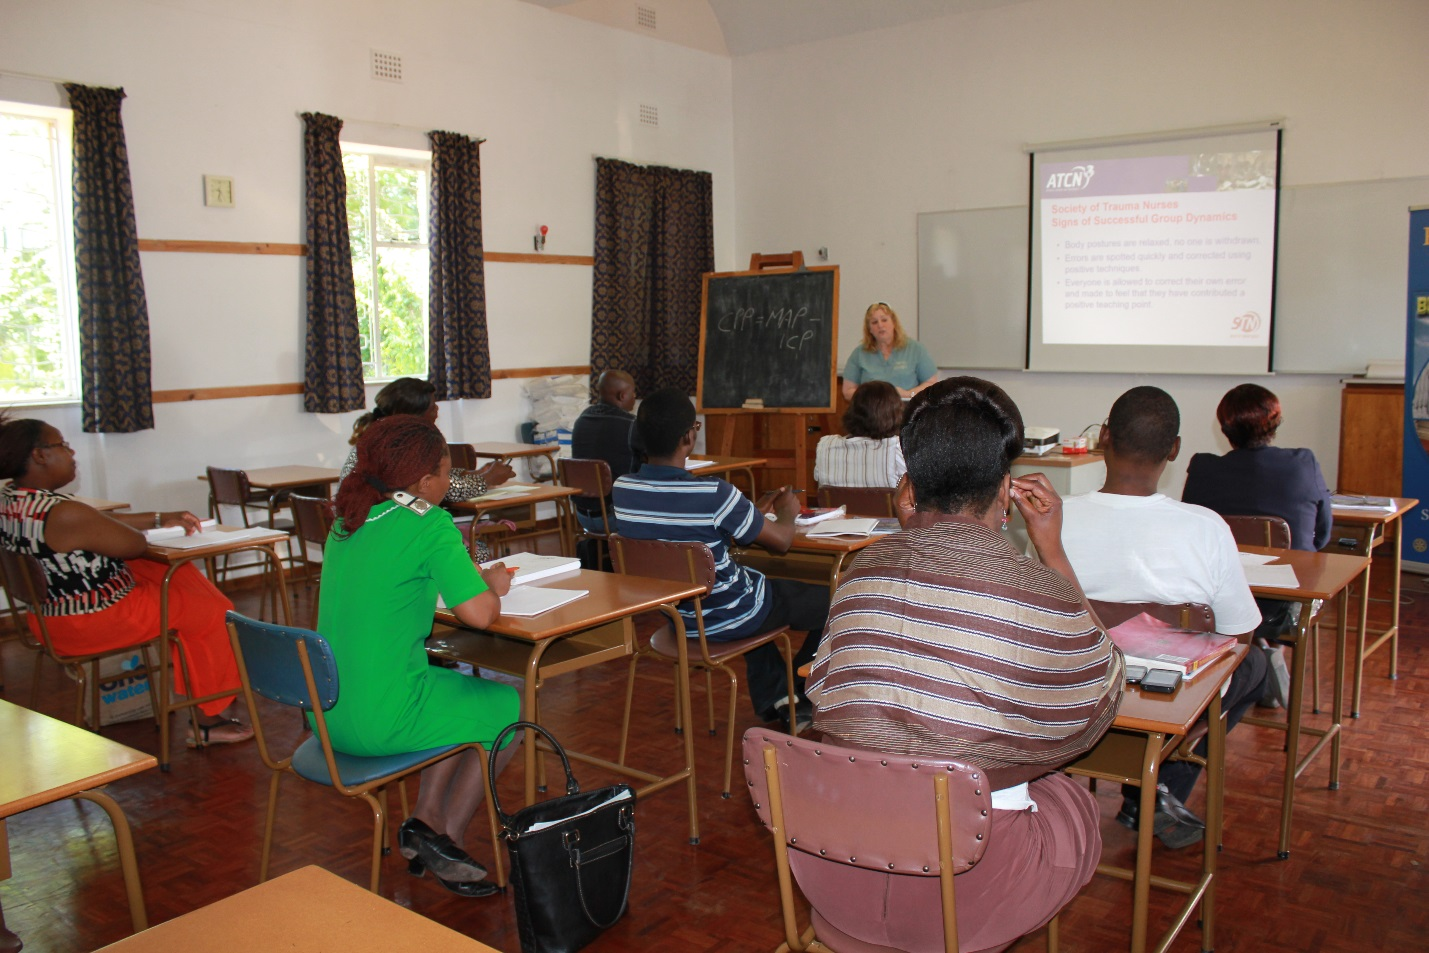 CPP=MAP-
ICP
ATCN
Society of Trauma Nurses
Signs of Successful Group Dynamics
• Body postures are relaxed, no one is withdrawn,
• Errors are spotted quickly and corrected using
positive techniques
• Everyone is allowed to correct their own error
and made to feel that they have contributed a
positive teaching point
one
water